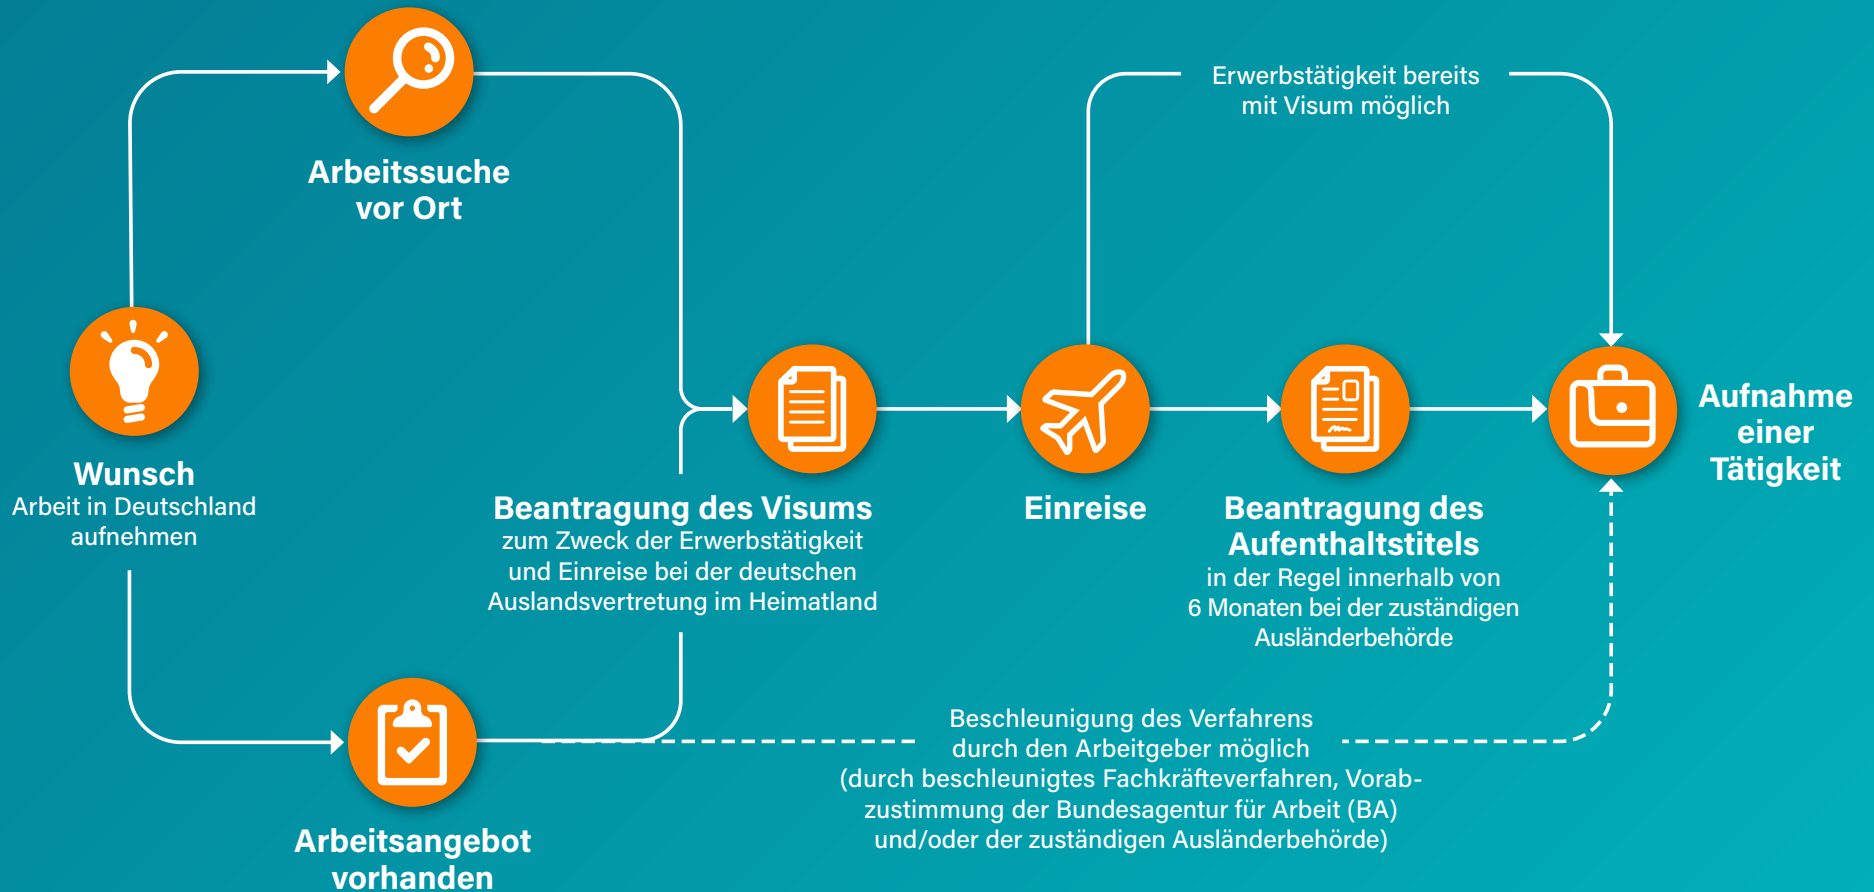 Erwerbstätigkeit bereits
mit Visum möglich
Arbeitssuche
vor Ort
Wunsch
Arbeit in Deutschland
aufnehmen
Beantragung des Visums
zum Zweck der Erwerbstätigkeit
und Einreise bei der deutschen
Auslandsvertretung im Heimatland
Einreise
Beantragung des
Aufenthaltstitels
in der Regel innerhalb von
6 Monaten bei der zuständigen
Ausländerbehörde
Aufnahme
einer
Tätigkeit
Beschleunigung des Verfahrens
durch den Arbeitgeber möglich
(durch beschleunigtes Fachkräfteverfahren, Vorab-
zustimmung der Bundesagentur für Arbeit (BA)
und/oder der zuständigen Ausländerbehörde)
Arbeitsangebot
vorhanden